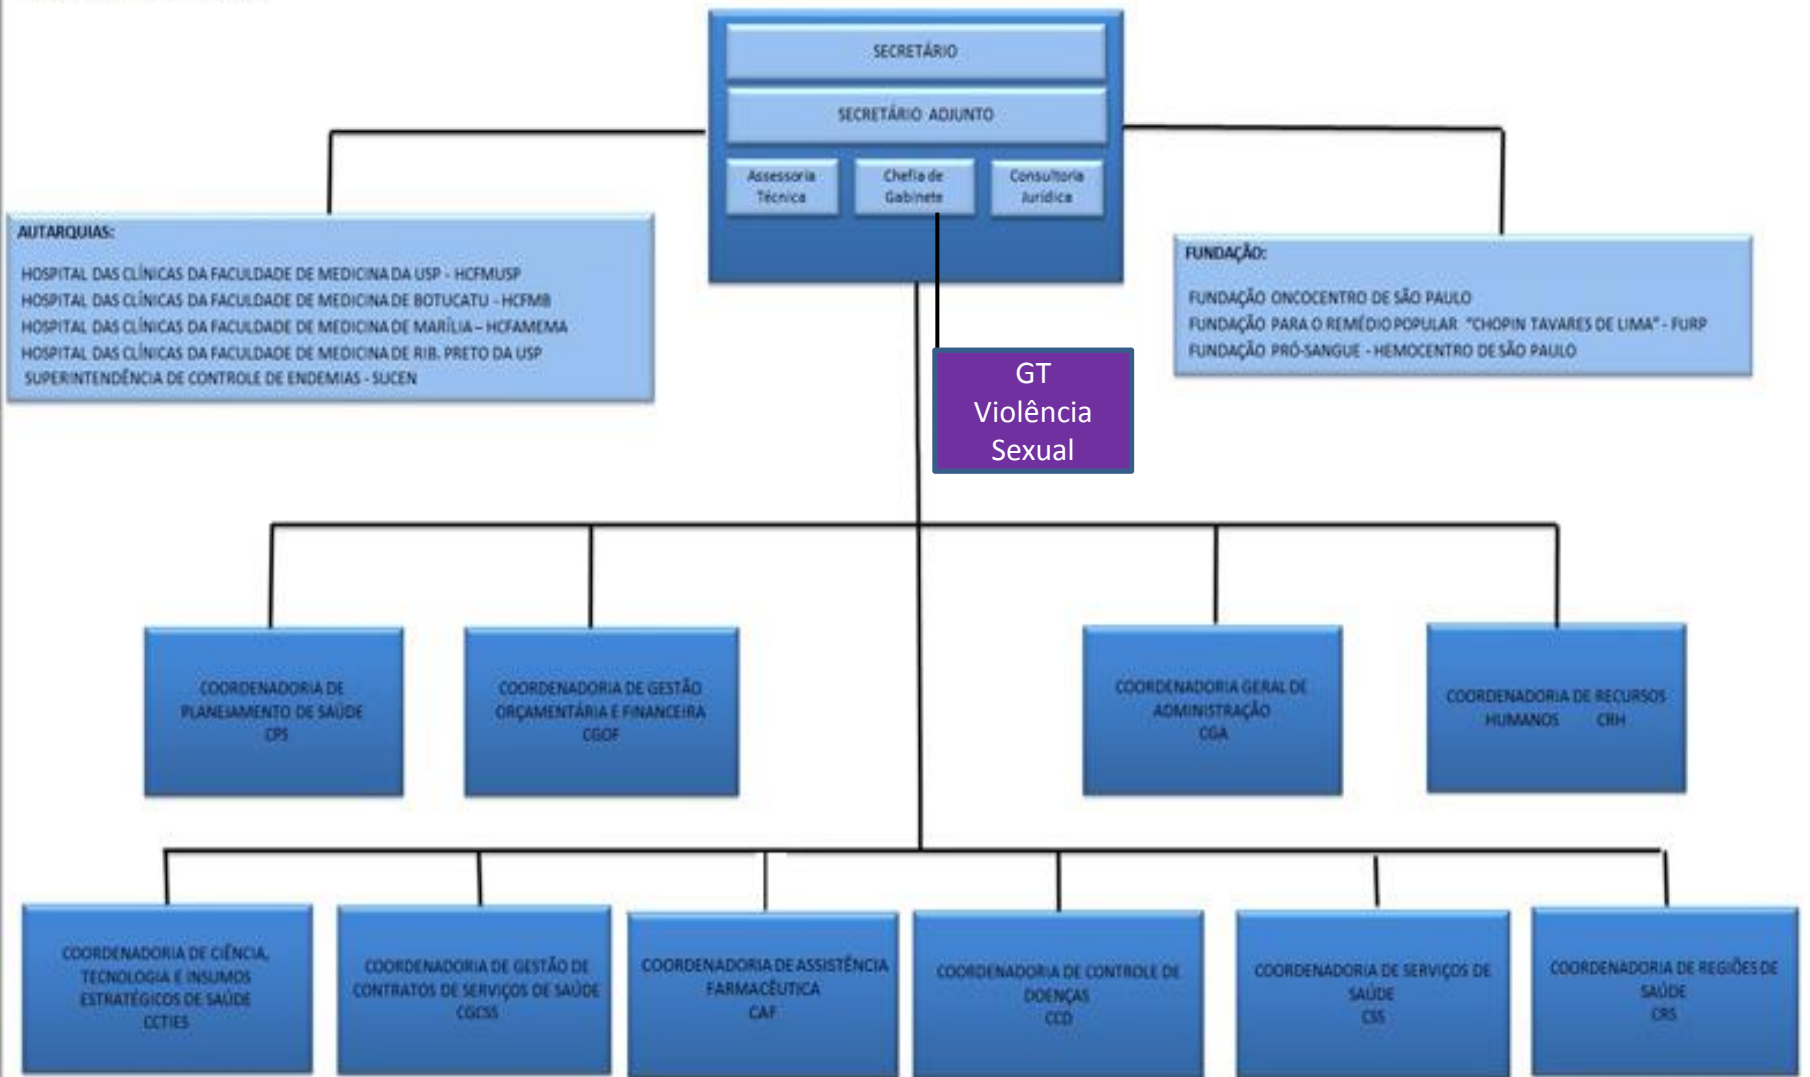 SECRETÁRIO
SECRETÁRIO ADJUNTO
Assessoria
Técnica
Chefia de
Gabinete
Consultoria
Jurídica
AUTARQUIAS:
HOSPITAL DAS CLÍNICAS DA FACULDADE DE MEDICINA DA USP - HCFMUSP
HOSPITAL DAS CLÍNICAS DA FACULDADE DE MEDICINA DE BOTUCATU - HCFMB
HOSPITAL DAS CLÍNICAS DA FACULDADE DE MEDICINA DE MARÍLIA – HCFAMEMA
HOSPITAL DAS CLÍNICAS DA FACULDADE DE MEDICINA DE RIB. PRETO DA USP
SUPERINTENDÊNCIA DE CONTROLE DE ENDEMIAS - SUCEN
FUNDAÇÃO:
FUNDAÇÃO ONCOCENTRO DE SÃO PAULO
FUNDAÇÃO PARA O REMÉDIO POPULAR "CHOPIN TAVARES DE LIMA" - FURP
FUNDAÇÃO PRÓ-SANGUE - HEMOCENTRO DE SÃO PAULO
GT
Violência
Sexual
COORDENADORIA DE
PLANEJAMENTO DE SAÚDE
CPS
COORDENADORIA DE GESTÃO
ORÇAMENTÁRIA E FINANCEIRA
CGOF
COORDENADORIA GERAL DE
ADMINISTRAÇÃO
CGA
COORDENADORIA DE RECURSOS
HUMANOS CRH
COORDENADORIA DE CIÊNCIA,
TECNOLOGIA E INSUMOS
ESTRATÉGICOS DE SAÚDE
CCTIES
COORDENADORIA DE GESTÃO DE
CONTRATOS DE SERVIÇOS DE SAÚDE
CGCSS
COORDENADORIA DE ASSISTÊNCIA
FARMACÊUTICA
CAF
COORDENADORIA DE CONTROLE DE
DOENÇAS
CCD
COORDENADORIA DE SERVIÇOS DE
SAÚDE
CSS
COORDENADORIA DE REGIÕES DE
SAÚDE
CRS